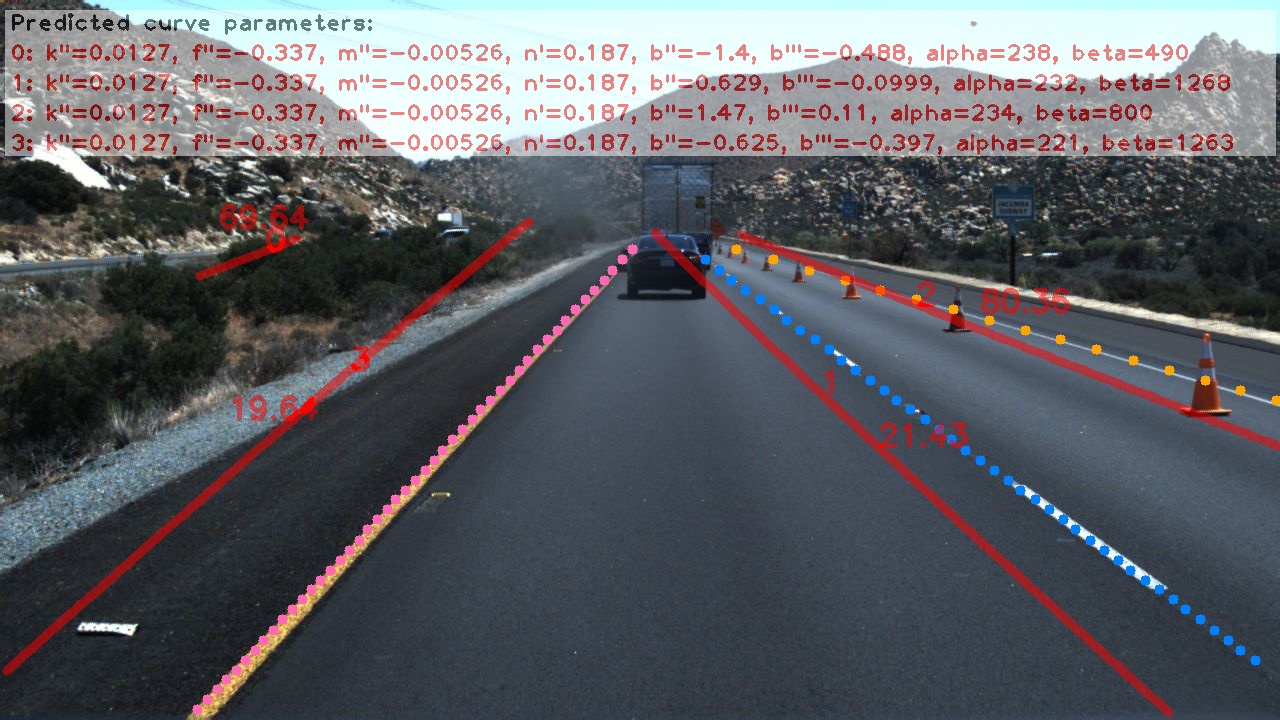 Predicted curve parameters:
0: k''=0.0127, f''=-0.337, m''=-0.00526, n'=0.187, b''=-1.4, b'''=-0.488, alpha=238, beta=490
1: k''=0.0127, f''=-0.337, m''=-0.00526, n'=0.187, b''=0.629, b'''=-0.0999, alpha=232, beta=1268
2: k''=0.0127, f''=-0.337, m''=-0.00526, n'=0.187, b''=1.47, b'''=0.11, alpha=234, beta=800
3: k''=0.0127, f''=-0.337, m''=-0.00526, n'=0.187, b''=-0.625, b'''=-0.397, alpha=221, beta=1263
JACUMBA
SUBWAY
69.64
0
2
80.36
3
1
19.64
21.43